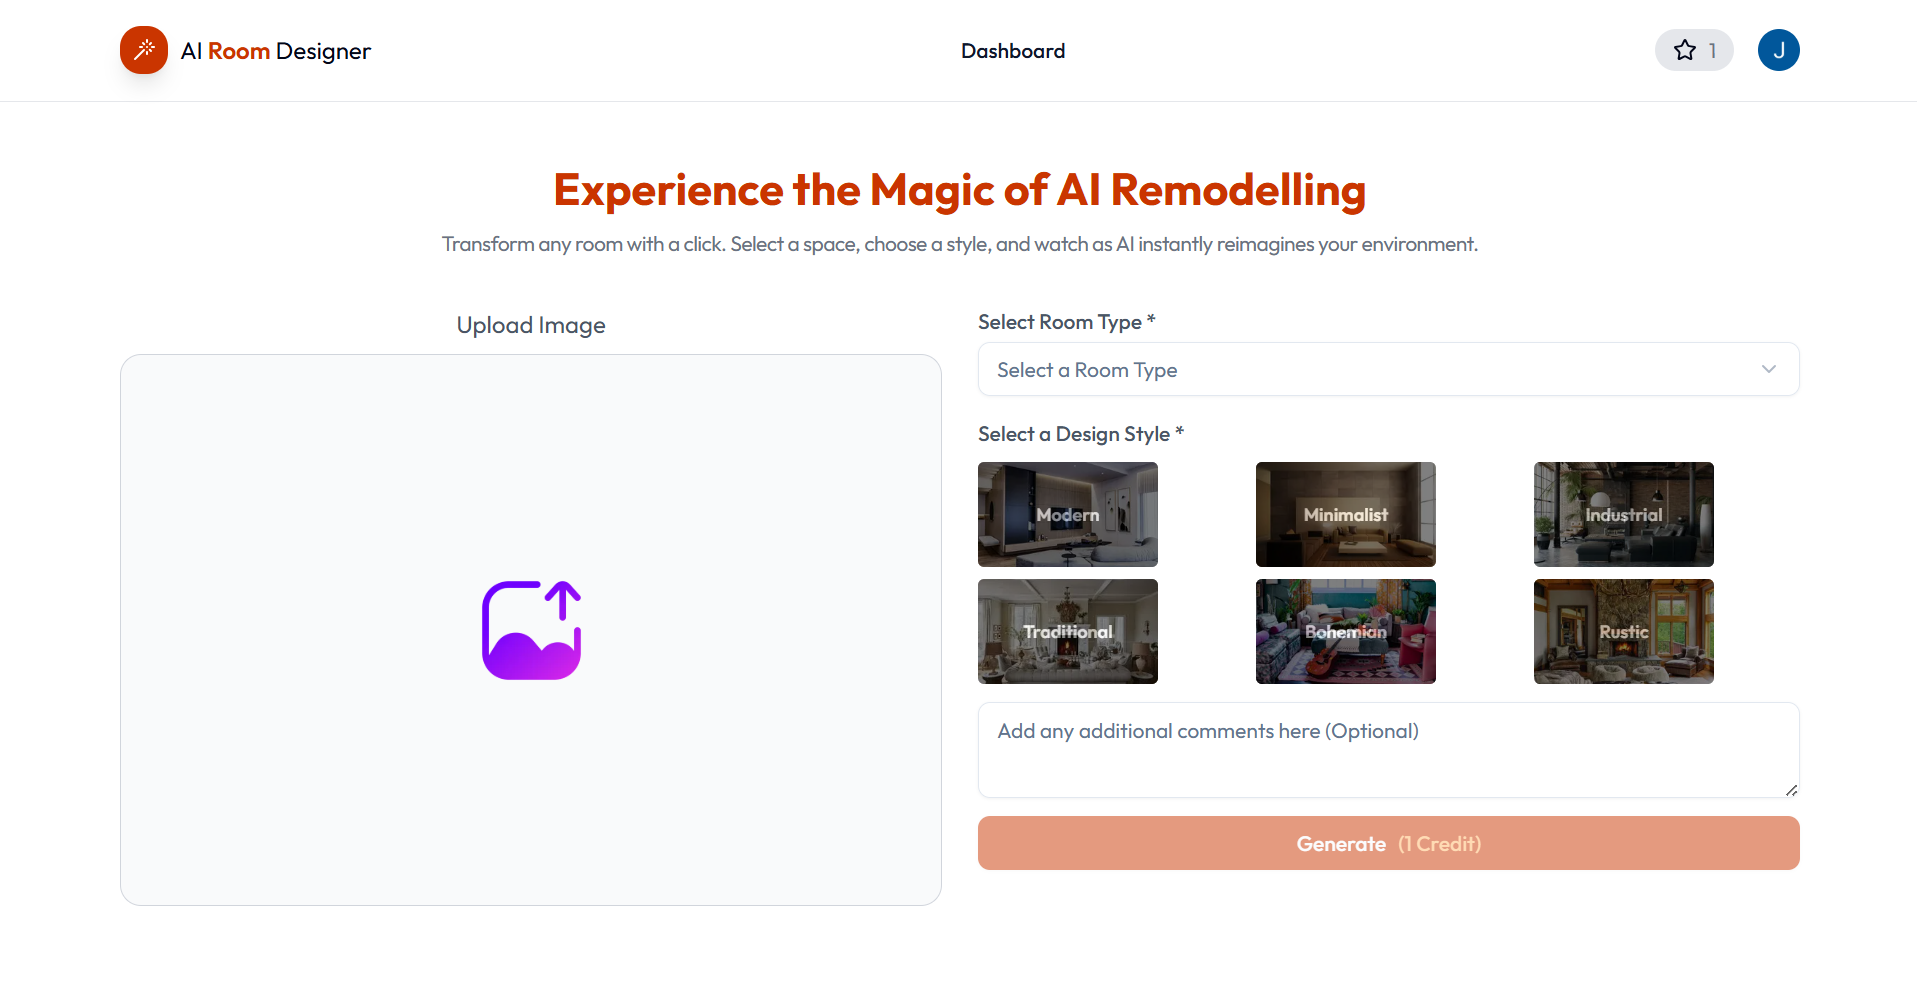 AI Room Designer
Dashboard
1
J
Experience the Magic of AI Remodelling
Transform any room with a click. Select a space, choose a style, and watch as AI instantly reimagines your environment.
Upload Image
Select Room Type *
Select a Room Type
Select a Design Style *
Modern
Minimalist
Industrial
Traditional
Bohemian
Rustic
Add any additional comments here (Optional)
Generate (1 Credit)